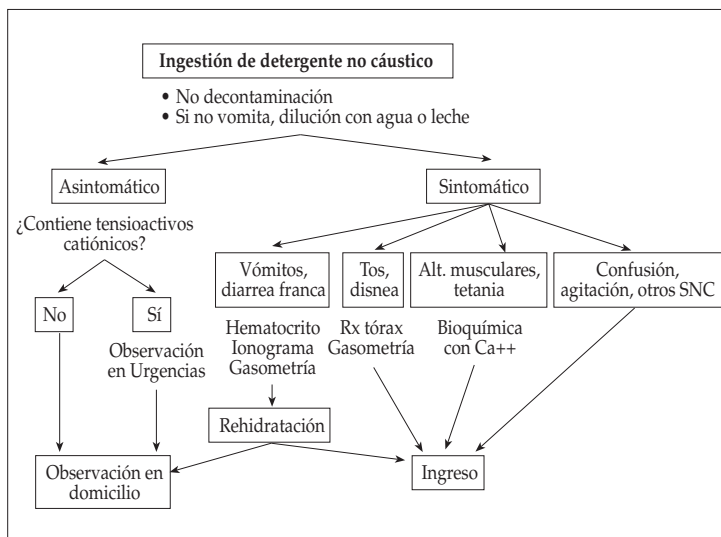 Ingestión de detergente no cáustico
• No decontaminación
• Si no vomita, dilución con agua o leche
Asintomático
Sintomático
¿Contiene tensioactivos
catiónicos?
No
Sí
Observación
en Urgencias
Vómitos,
diarrea franca
Hematocrito
Ionograma
Gasometría
Rehidratación
Tos,
disnea
Rx tórax
Gasometría
Alt. musculares,
tetania
Bioquímica
con Ca++
Confusión,
agitación, otros SNC
Observación en
domicilio
Ingreso